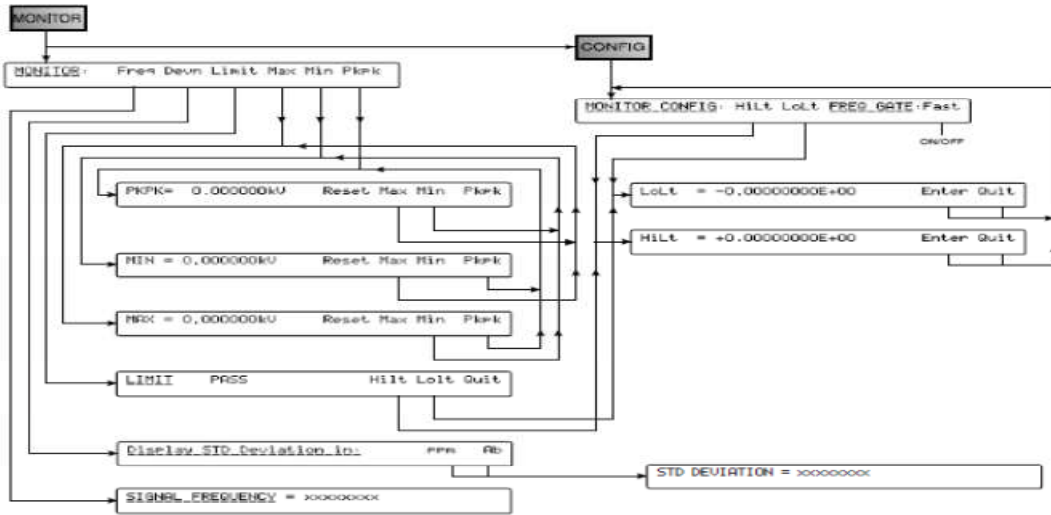 MONITOR
CONFIG
MONITOR: Freq Devn Limit Max Min Pkpk
MONITOR CONFIG: HiLt LoLt FREQ GATE:Fast
ON/OFF
PKPK= 0.000000kV Reset Max Min Pkpk
LoLt = -0.00000000E+00 Enter Quit
HiLt = +0.00000000E+00 Enter Quit
MIN = 0.000000kV Reset Max Min Pkpk
MAX = 0.000000kV Reset Max Min Pkpk
LIMIT PASS Hilt Lolt Quit
Display STD Deviation in: ppm Ab
STD DEVIATION = xxxxxxxx
SIGNAL FREQUENCY = xxxxxxxx